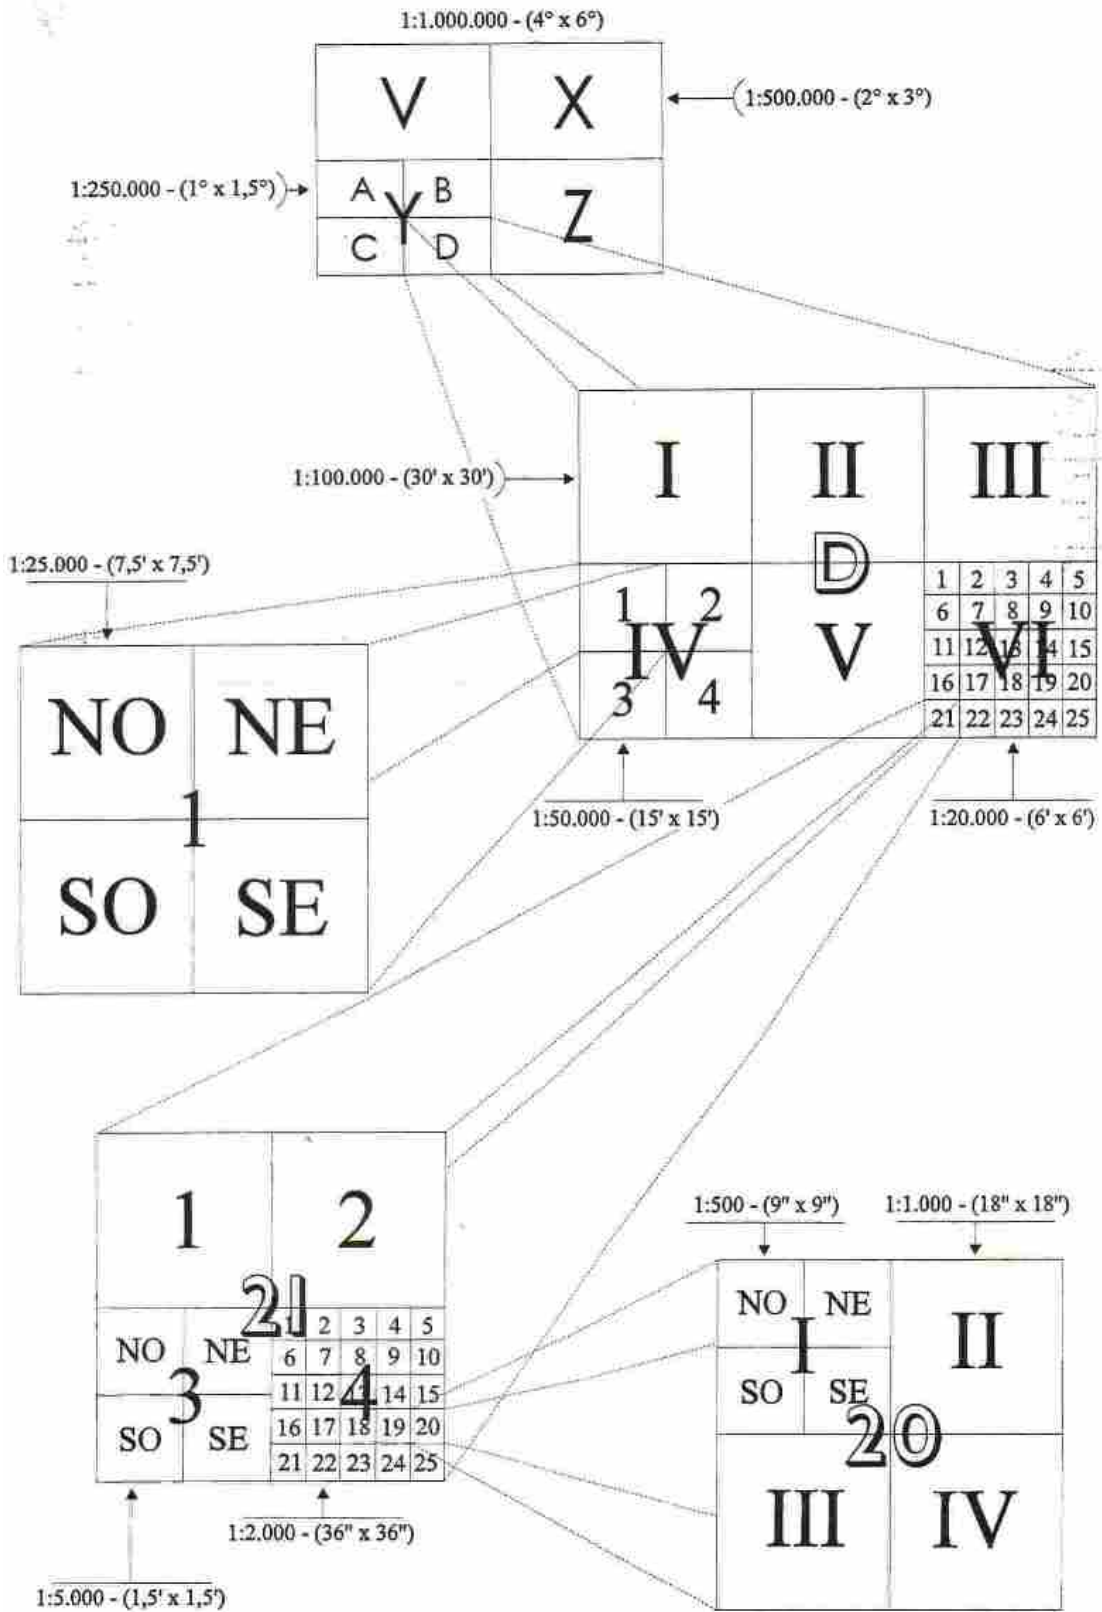 1:1.000.000 - (4° x 6°)
V X
1:500.000 - (2° x 3°)
1:250.000 - (1° x 1,5°)
A B
Y Z
C D
I II III
1:100.000 - (30' x 30')
1:25.000 - (7,5' x 7,5')
D
1 2
IV V VI
3 4
1 2 3 4 5
6 7 8 9 10
11 12 13 14 15
16 17 18 19 20
21 22 23 24 25
NO NE
1
SO SE
1:50.000 - (15' x 15')
1:20.000 - (6' x 6')
1 2
21
NO NE
3
SO SE
1 2 3 4 5
6 7 8 9 10
11 12 13 14 15
4
16 17 18 19 20
21 22 23 24 25
1:2.000 - (36" x 36")
1:5.000 - (1,5' x 1,5')
1:500 - (9" x 9")
1:1.000 - (18" x 18")
NO NE
I II
SO SE
20
III IV